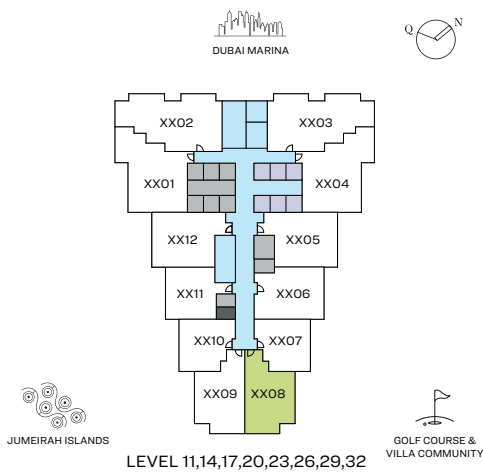 Q N
DUBAI MARINA
XX02 XX03
XX01 XX04
XX12 XX05
XX11 XX06
XX10 XX07
XX09 XX08
JUMEIRAH ISLANDS
GOLF COURSE &
VILLA COMMUNITY
LEVEL 11,14,17,20,23,26,29,32